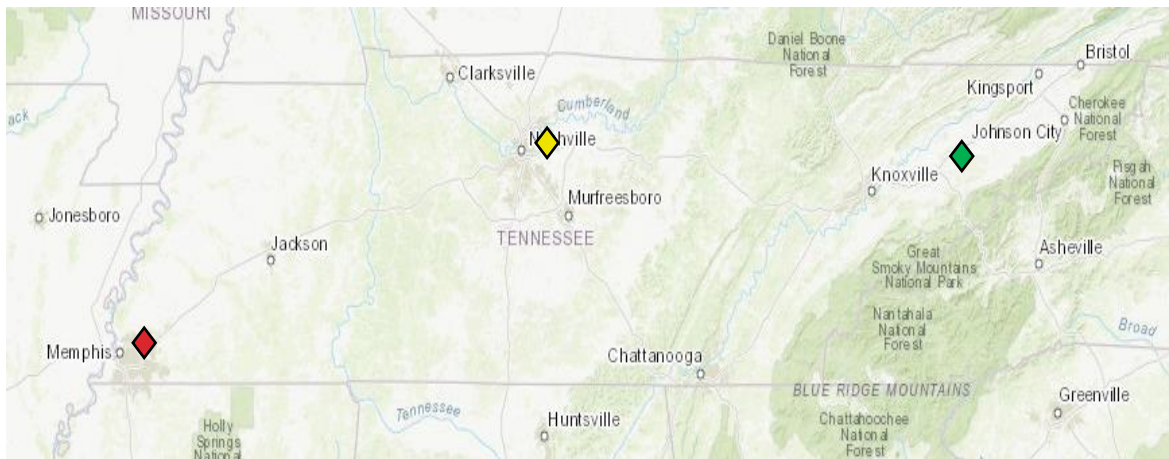 MISSOURI
Daniel Boone
National
Forest
Bristol
Clarksville
Kingsport
Cumberland
Cherokee
National
Forest
ack
Johnson City
Knoxville
Pisgah
National
Forest
Murfreesboro
Jonesboro
TENNESSEE
Jackson
Great
Smoky Mountains
National Park
Asheville
Nantahala
National
Forest
Broad
Memphis
Chattanooga
BLUE RIDGE MOUNTAINS
Greenville
Tennessee
Huntsville
Chattahoochee
National
Forest
Holly
Springs
National